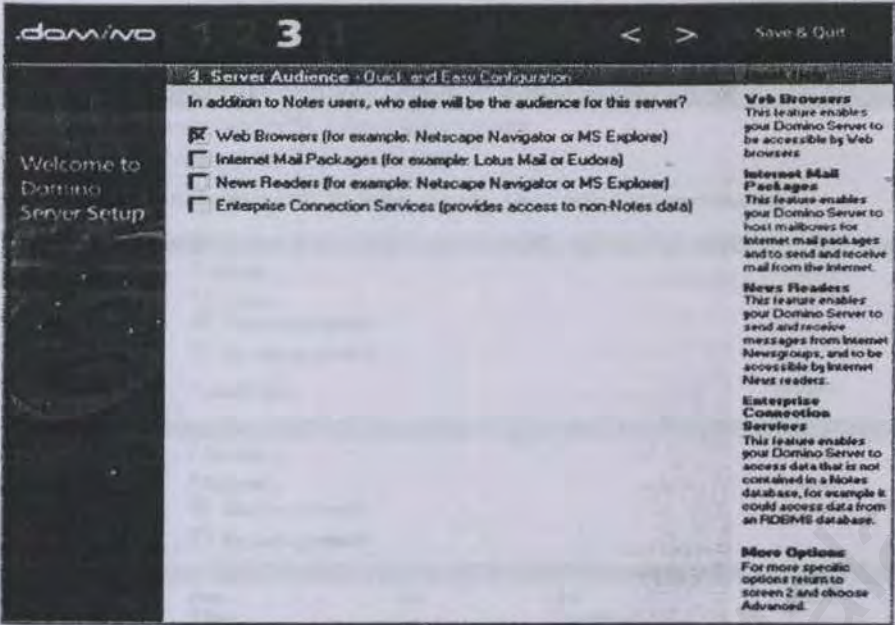 .domino
3
< >
Save & Quit
Welcome to
Domino
Server Setup
3. Server Audience - Quick and Easy Configuration
In addition to Notes users, who else will be the audience for this server?
Web Browsers (for example: Netscape Navigator or MS Explorer)
Internet Mail Packages (for example: Lotus Mail or Eudora)
News Readers (for example: Netscape Navigator or MS Explorer)
Enterprise Connection Services (provides access to non-Notes data)
Web Browsers
This feature enables
your Domino Server to
be accessible by Web
browsers
Internet Mail
Packages
This feature enables
your Domino Server to
host mailboxes for
Internet mail packages
and to send and receive
mail from the Internet.
News Readers
This feature enables
your Domino Server to
send and receive
messages from Internet
Newsgroups, and to be
accessible by Internet
News readers.
Enterprise
Connection
Services
This feature enables
your Domino Server to
access data that is not
contained in a Notes
database, for example it
could access data from
an RDBMS database.
More Options
For more specific
options return to
screen 2 and choose
Advanced.